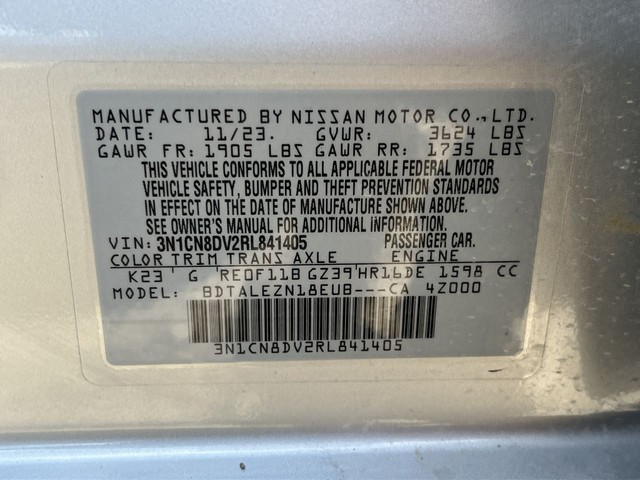 MANUFACTURED BY NISSAN MOTOR CO.,LTD.
DATE: 11/23. GVWR: 3624 LBS
GAWR FR: 1905 LBS GAWR RR: 1735 LBS
THIS VEHICLE CONFORMS TO ALL APPLICABLE FEDERAL MOTOR
VEHICLE SAFETY, BUMPER AND THEFT PREVENTION STANDARDS
IN EFFECT ON THE DATE OF MANUFACTURE SHOWN ABOVE.
SEE OWNER'S MANUAL FOR ADDITIONAL INFORMATION.
VIN: 3N1CN8DV2RL841405 PASSENGER CAR.
COLOR TRIM TRANS AXLE ENGINE
K23 G RE0F11B GZ39 HR16DE 1598 CC
MODEL: BDTALEZN18EUB---CA 4Z000
3N1CN8DV2RL841405